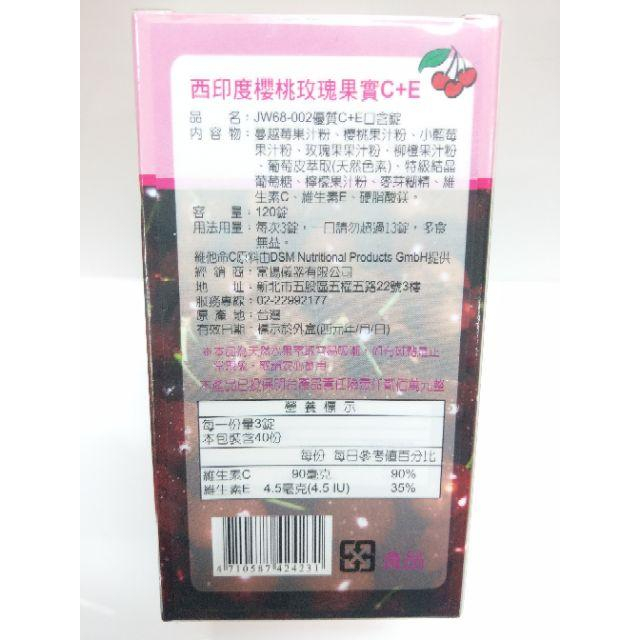 西印度櫻桃玫瑰果實C+E
品名:JW68-002優質C+E口含錠
內容物:蔓越莓果汁粉、櫻桃果汁粉、小藍莓
果汁粉、玫瑰果果汁粉、柳橙果汁粉
、葡萄皮萃取(天然色素)、特級結晶
葡萄糖、檸檬果汁粉、麥芽糊精、維
生素C、維生素E、硬脂酸鎂。
容量:120錠
用法用量:每次3錠,一日請勿超過13錠,多食
無益。
維他命C原料由DSM Nutritional Products GmbH提供
經銷商:富陽儀器有限公司
地址:新北市五股區五權五路22號3樓
服務專線:02-22992177
原產地:台灣
有效日期:標示於外盒(西元年/月/日)
營養標示
每一份量3錠
本包裝含40份
每份 每日參考值百分比
維生素C 90毫克 90%
維生素E 4.5毫克(4.5 IU) 35%
4710587424231
食品